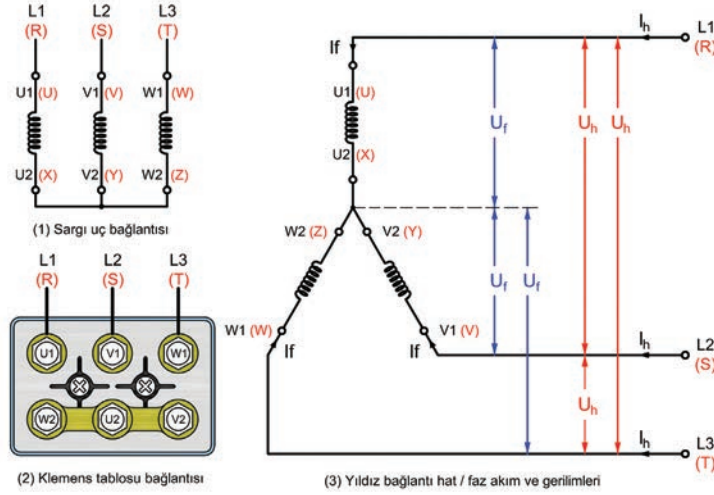 L1 L2 L3
(R) (S) (T)
U1 (U) V1 (V) W1 (W)
U2 (X) V2 (Y) W2 (Z)
(1) Sargı uç bağlantısı
L1 L2 L3
(R) (S) (T)
U1 V1 W1
W2 U2 V2
(2) Klemens tablosu bağlantısı
If Ih L1
(R)
U1 (U)
Uf Uh Uh
U2 (X)
W2 (Z) V2 (Y)
Uf Uf
W1 (W) V1 (V)
If If Ih L2
(S)
Uh
Ih L3
(T)
(3) Yıldız bağlantı hat / faz akım ve gerilimleri